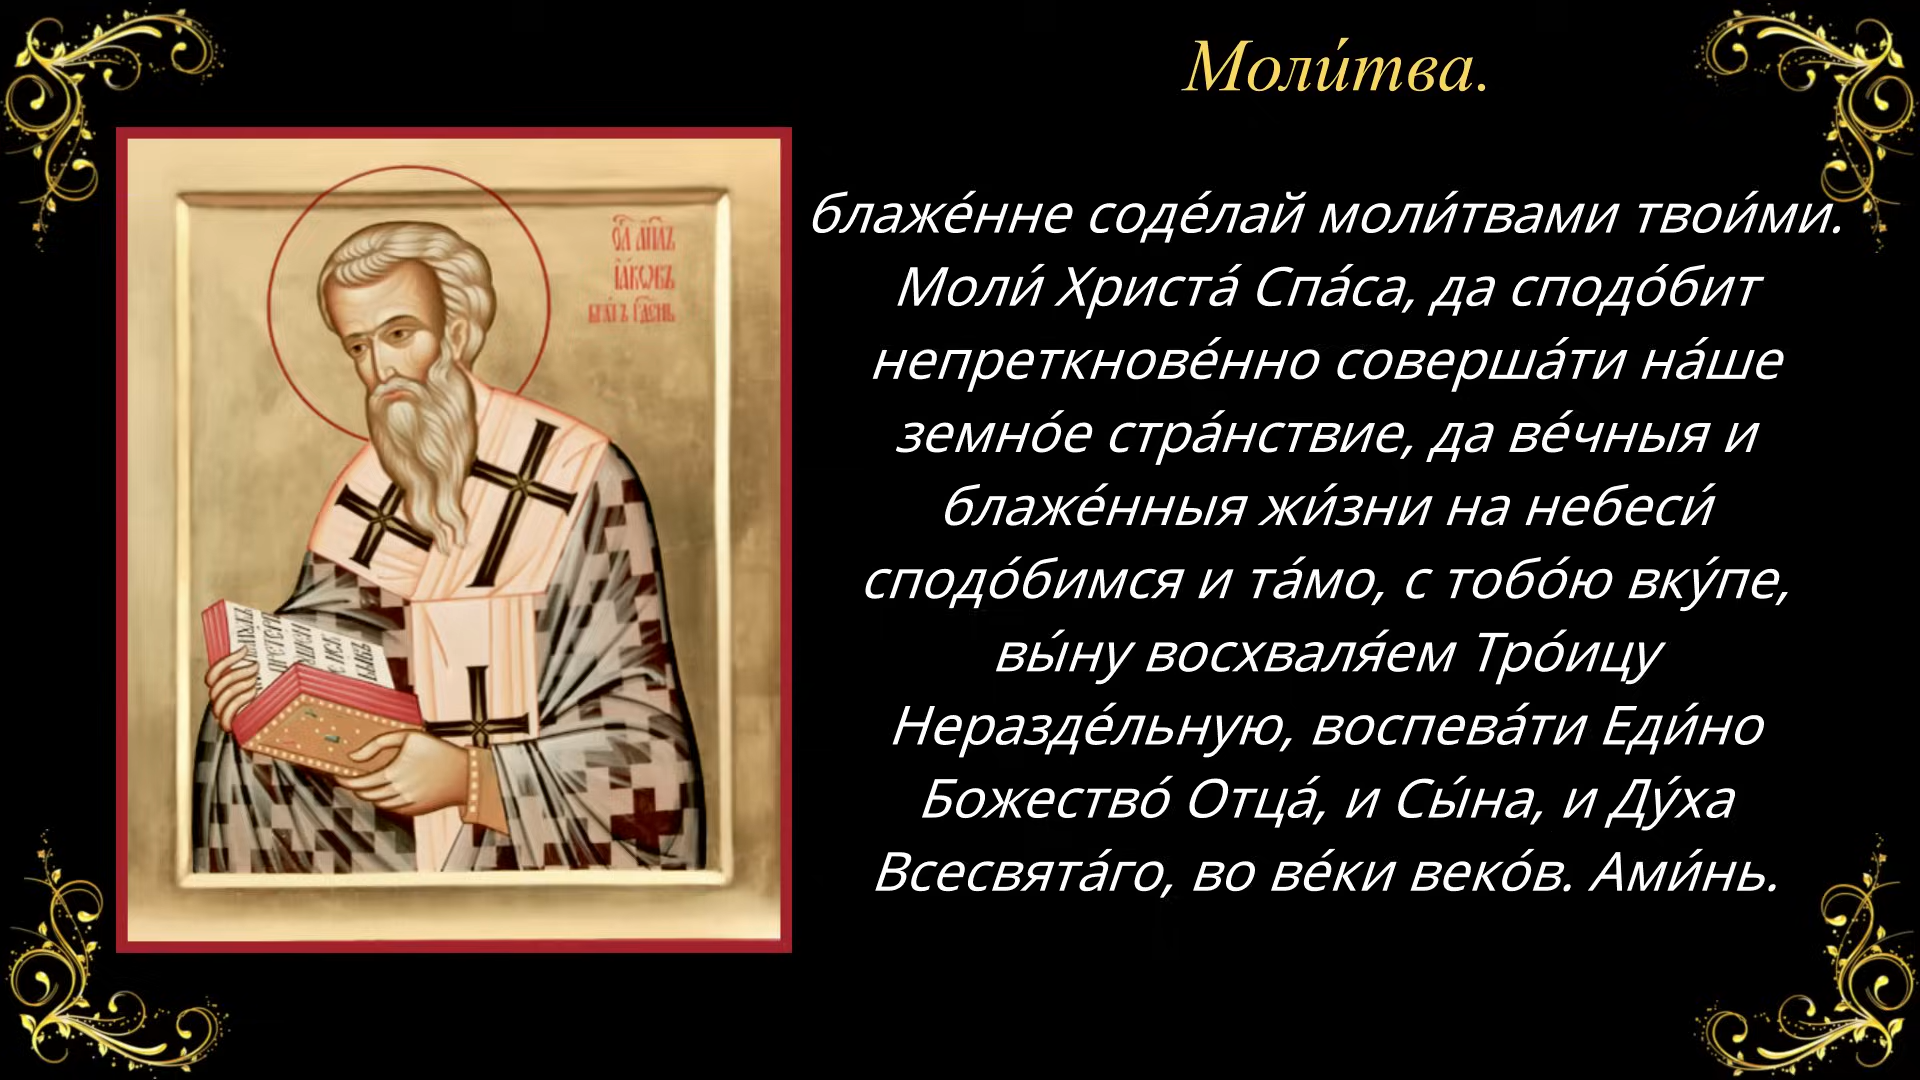 Моли́тва.
блаже́нне соде́лай моли́твами твои́ми.
Моли́ Христа́ Спа́са, да сподо́бит
непреткнове́нно соверша́ти на́ше
земно́е стра́нствие, да ве́чныя и
блаже́нныя жи́зни на небеси́
сподо́бимся и та́мо, с тобо́ю вку́пе,
вы́ну восхваля́ем Тро́ицу
Неразде́льную, воспева́ти Еди́но
Божество́ Отца́, и Сы́на, и Ду́ха
Всесвята́го, во ве́ки веко́в. Ами́нь.